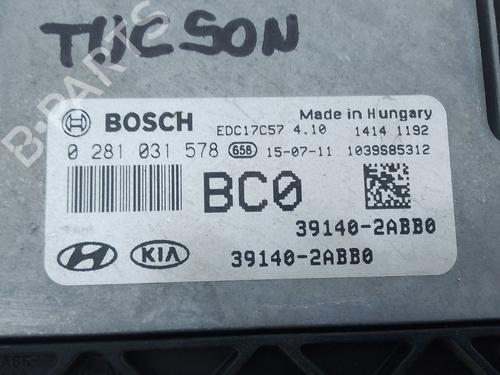 TUCSON
B-PARTS
BOSCH
EDC17C57 4.10
Made in Hungary
1414 1192
0 281 031 578
656
15-07-11
1039S85312
BC0
39140-2ABB0
KIA
39140-2ABB0